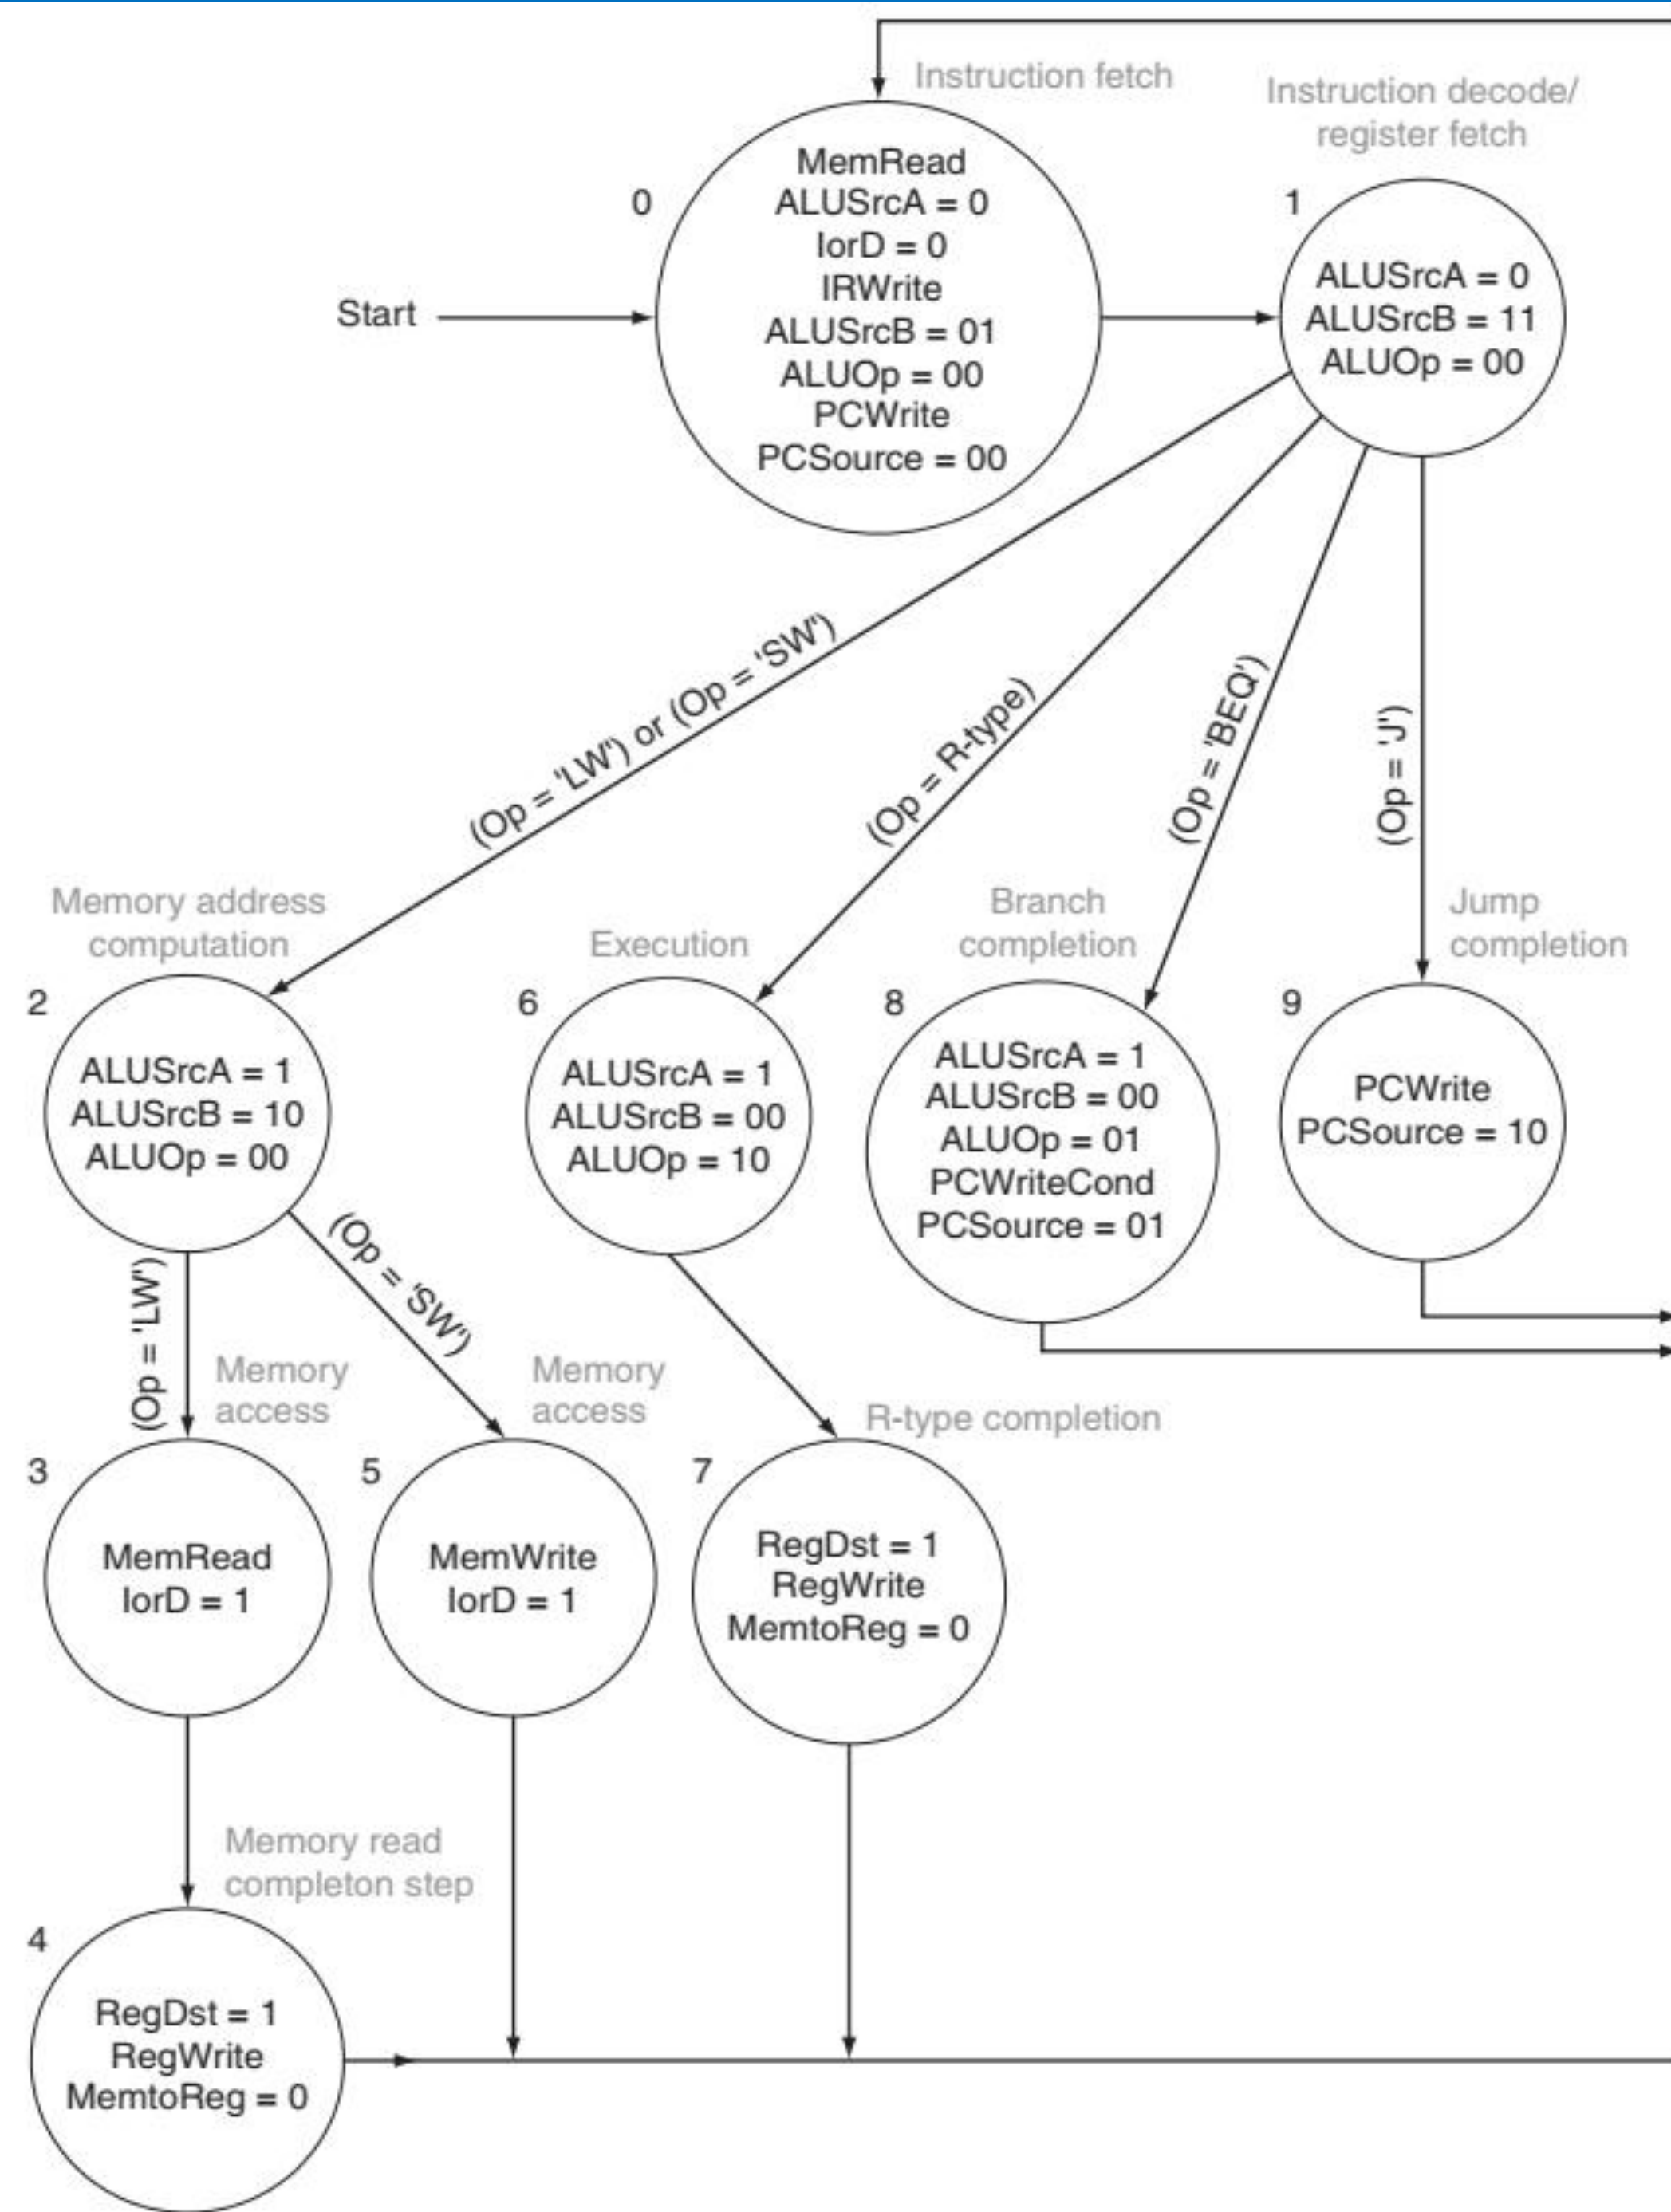 Instruction fetch
Instruction decode/
register fetch
0
MemRead
ALUSrcA = 0
IorD = 0
IRWrite
ALUSrcB = 01
ALUOp = 00
PCWrite
PCSource = 00
1
ALUSrcA = 0
ALUSrcB = 11
ALUOp = 00
Start
(Op = 'LW') or (Op = 'SW')
(Op = R-type)
(Op = 'BEQ')
(Op = 'J')
Memory address
computation
Execution
Branch
completion
Jump
completion
2
ALUSrcA = 1
ALUSrcB = 10
ALUOp = 00
6
ALUSrcA = 1
ALUSrcB = 00
ALUOp = 10
8
ALUSrcA = 1
ALUSrcB = 00
ALUOp = 01
PCWriteCond
PCSource = 01
9
PCWrite
PCSource = 10
(Op = 'LW')
(Op = 'SW')
Memory
access
Memory
access
R-type completion
3
MemRead
IorD = 1
5
MemWrite
IorD = 1
7
RegDst = 1
RegWrite
MemtoReg = 0
Memory read
completon step
4
RegDst = 1
RegWrite
MemtoReg = 0